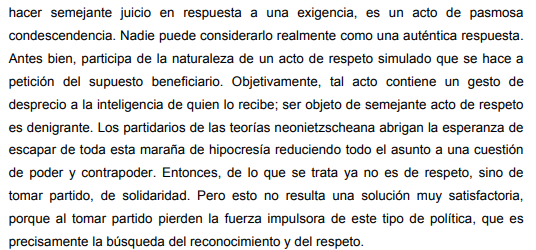 hacer semejante juicio en respuesta a una exigencia, es un acto de pasmosa
condescendencia. Nadie puede considerarlo realmente como una auténtica respuesta.
Antes bien, participa de la naturaleza de un acto de respeto simulado que se hace a
petición del supuesto beneficiario. Objetivamente, tal acto contiene un gesto de
desprecio a la inteligencia de quien lo recibe; ser objeto de semejante acto de respeto
es denigrante. Los partidarios de las teorías neonietzscheana abrigan la esperanza de
escapar de toda esta maraña de hipocresía reduciendo todo el asunto a una cuestión
de poder y contrapoder. Entonces, de lo que se trata ya no es de respeto, sino de
tomar partido, de solidaridad. Pero esto no resulta una solución muy satisfactoria,
porque al tomar partido pierden la fuerza impulsora de este tipo de política, que es
precisamente la búsqueda del reconocimiento y del respeto.